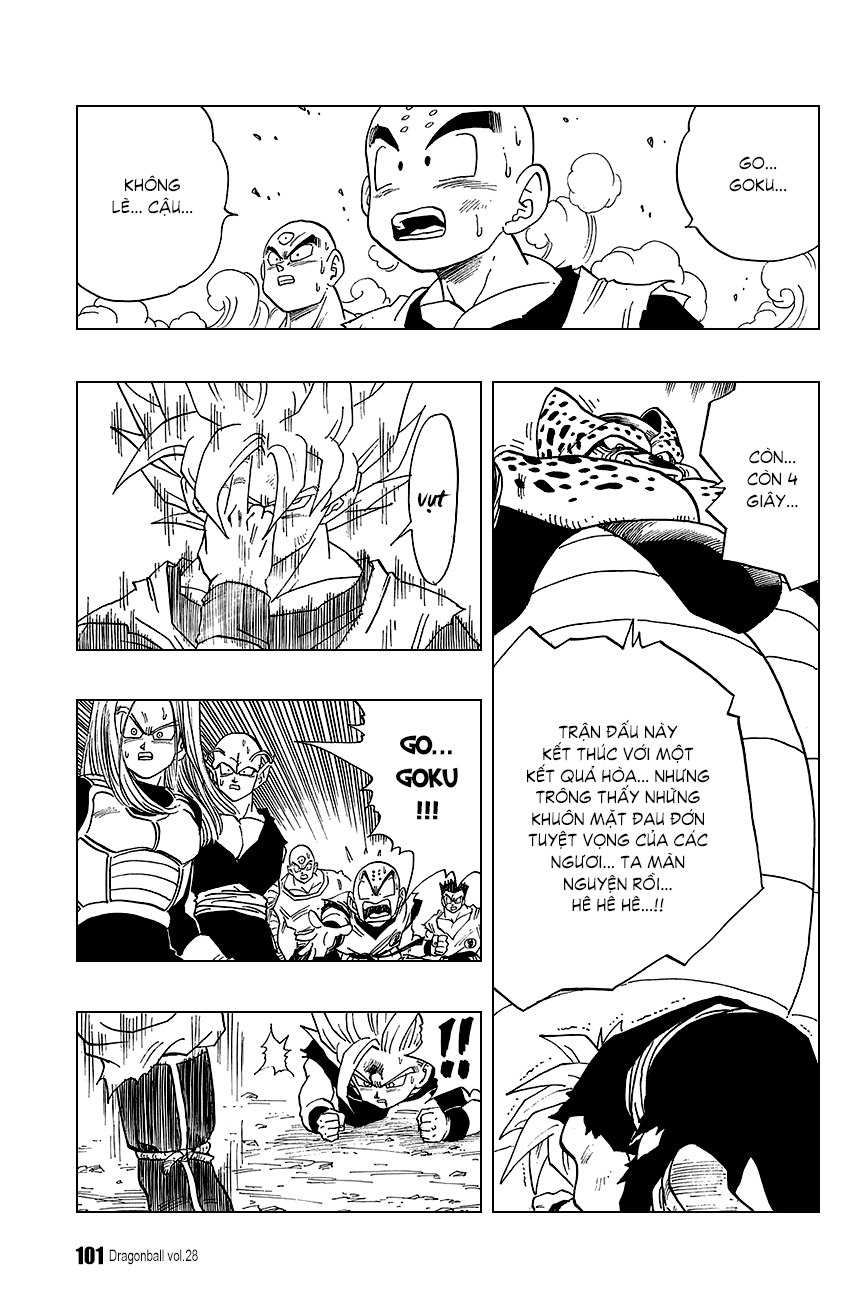 GO...
GOKU...
KHÔNG
LẼ... CẬU...
CÒN...
CÒN 4
GIÂY...
TRẬN ĐẤU NÀY
KẾT THÚC VỚI MỘT
KẾT QUẢ HÒA... NHƯNG
TRÔNG THẤY NHỮNG
KHUÔN MẶT ĐAU ĐỚN
TUYỆT VỌNG CỦA CÁC
NGƯƠI... TA MÃN
NGUYỆN RỒI...
HÊ HÊ HÊ...!!
VỤT
GO...
GOKU
!!!
!!
101 Dragonball vol.28